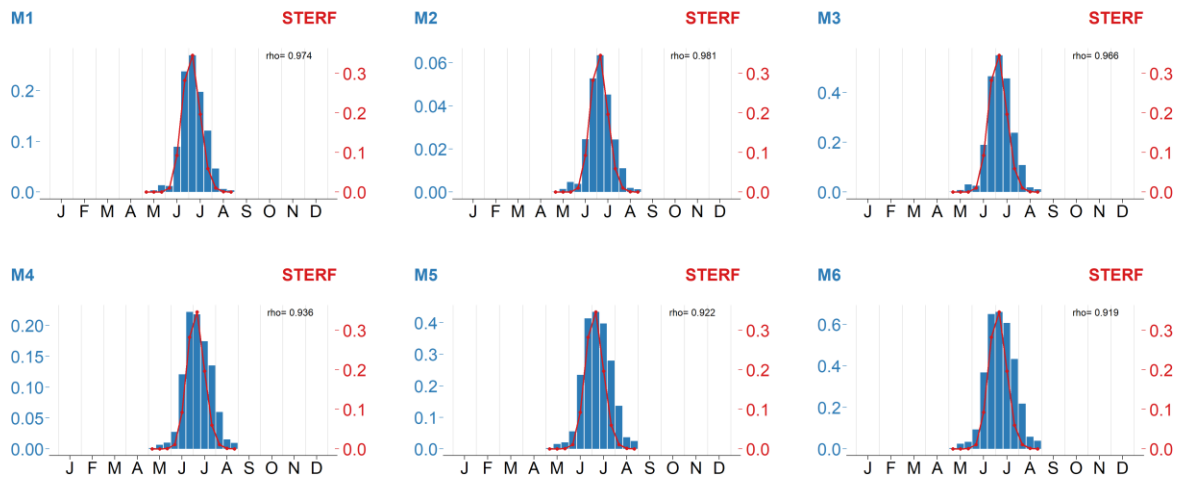 M1 STERF
rho= 0.974
0.2
0.1
0.0
0.3
0.2
0.1
0.0
J F M A M J J A S O N D
M2 STERF
rho= 0.981
0.06
0.04
0.02
0.00
0.3
0.2
0.1
0.0
J F M A M J J A S O N D
M3 STERF
rho= 0.966
0.4
0.2
0.0
0.3
0.2
0.1
0.0
J F M A M J J A S O N D
M4 STERF
rho= 0.936
0.20
0.15
0.10
0.05
0.00
0.3
0.2
0.1
0.0
J F M A M J J A S O N D
M5 STERF
rho= 0.922
0.4
0.3
0.2
0.1
0.0
0.3
0.2
0.1
0.0
J F M A M J J A S O N D
M6 STERF
rho= 0.919
0.6
0.4
0.2
0.0
0.3
0.2
0.1
0.0
J F M A M J J A S O N D